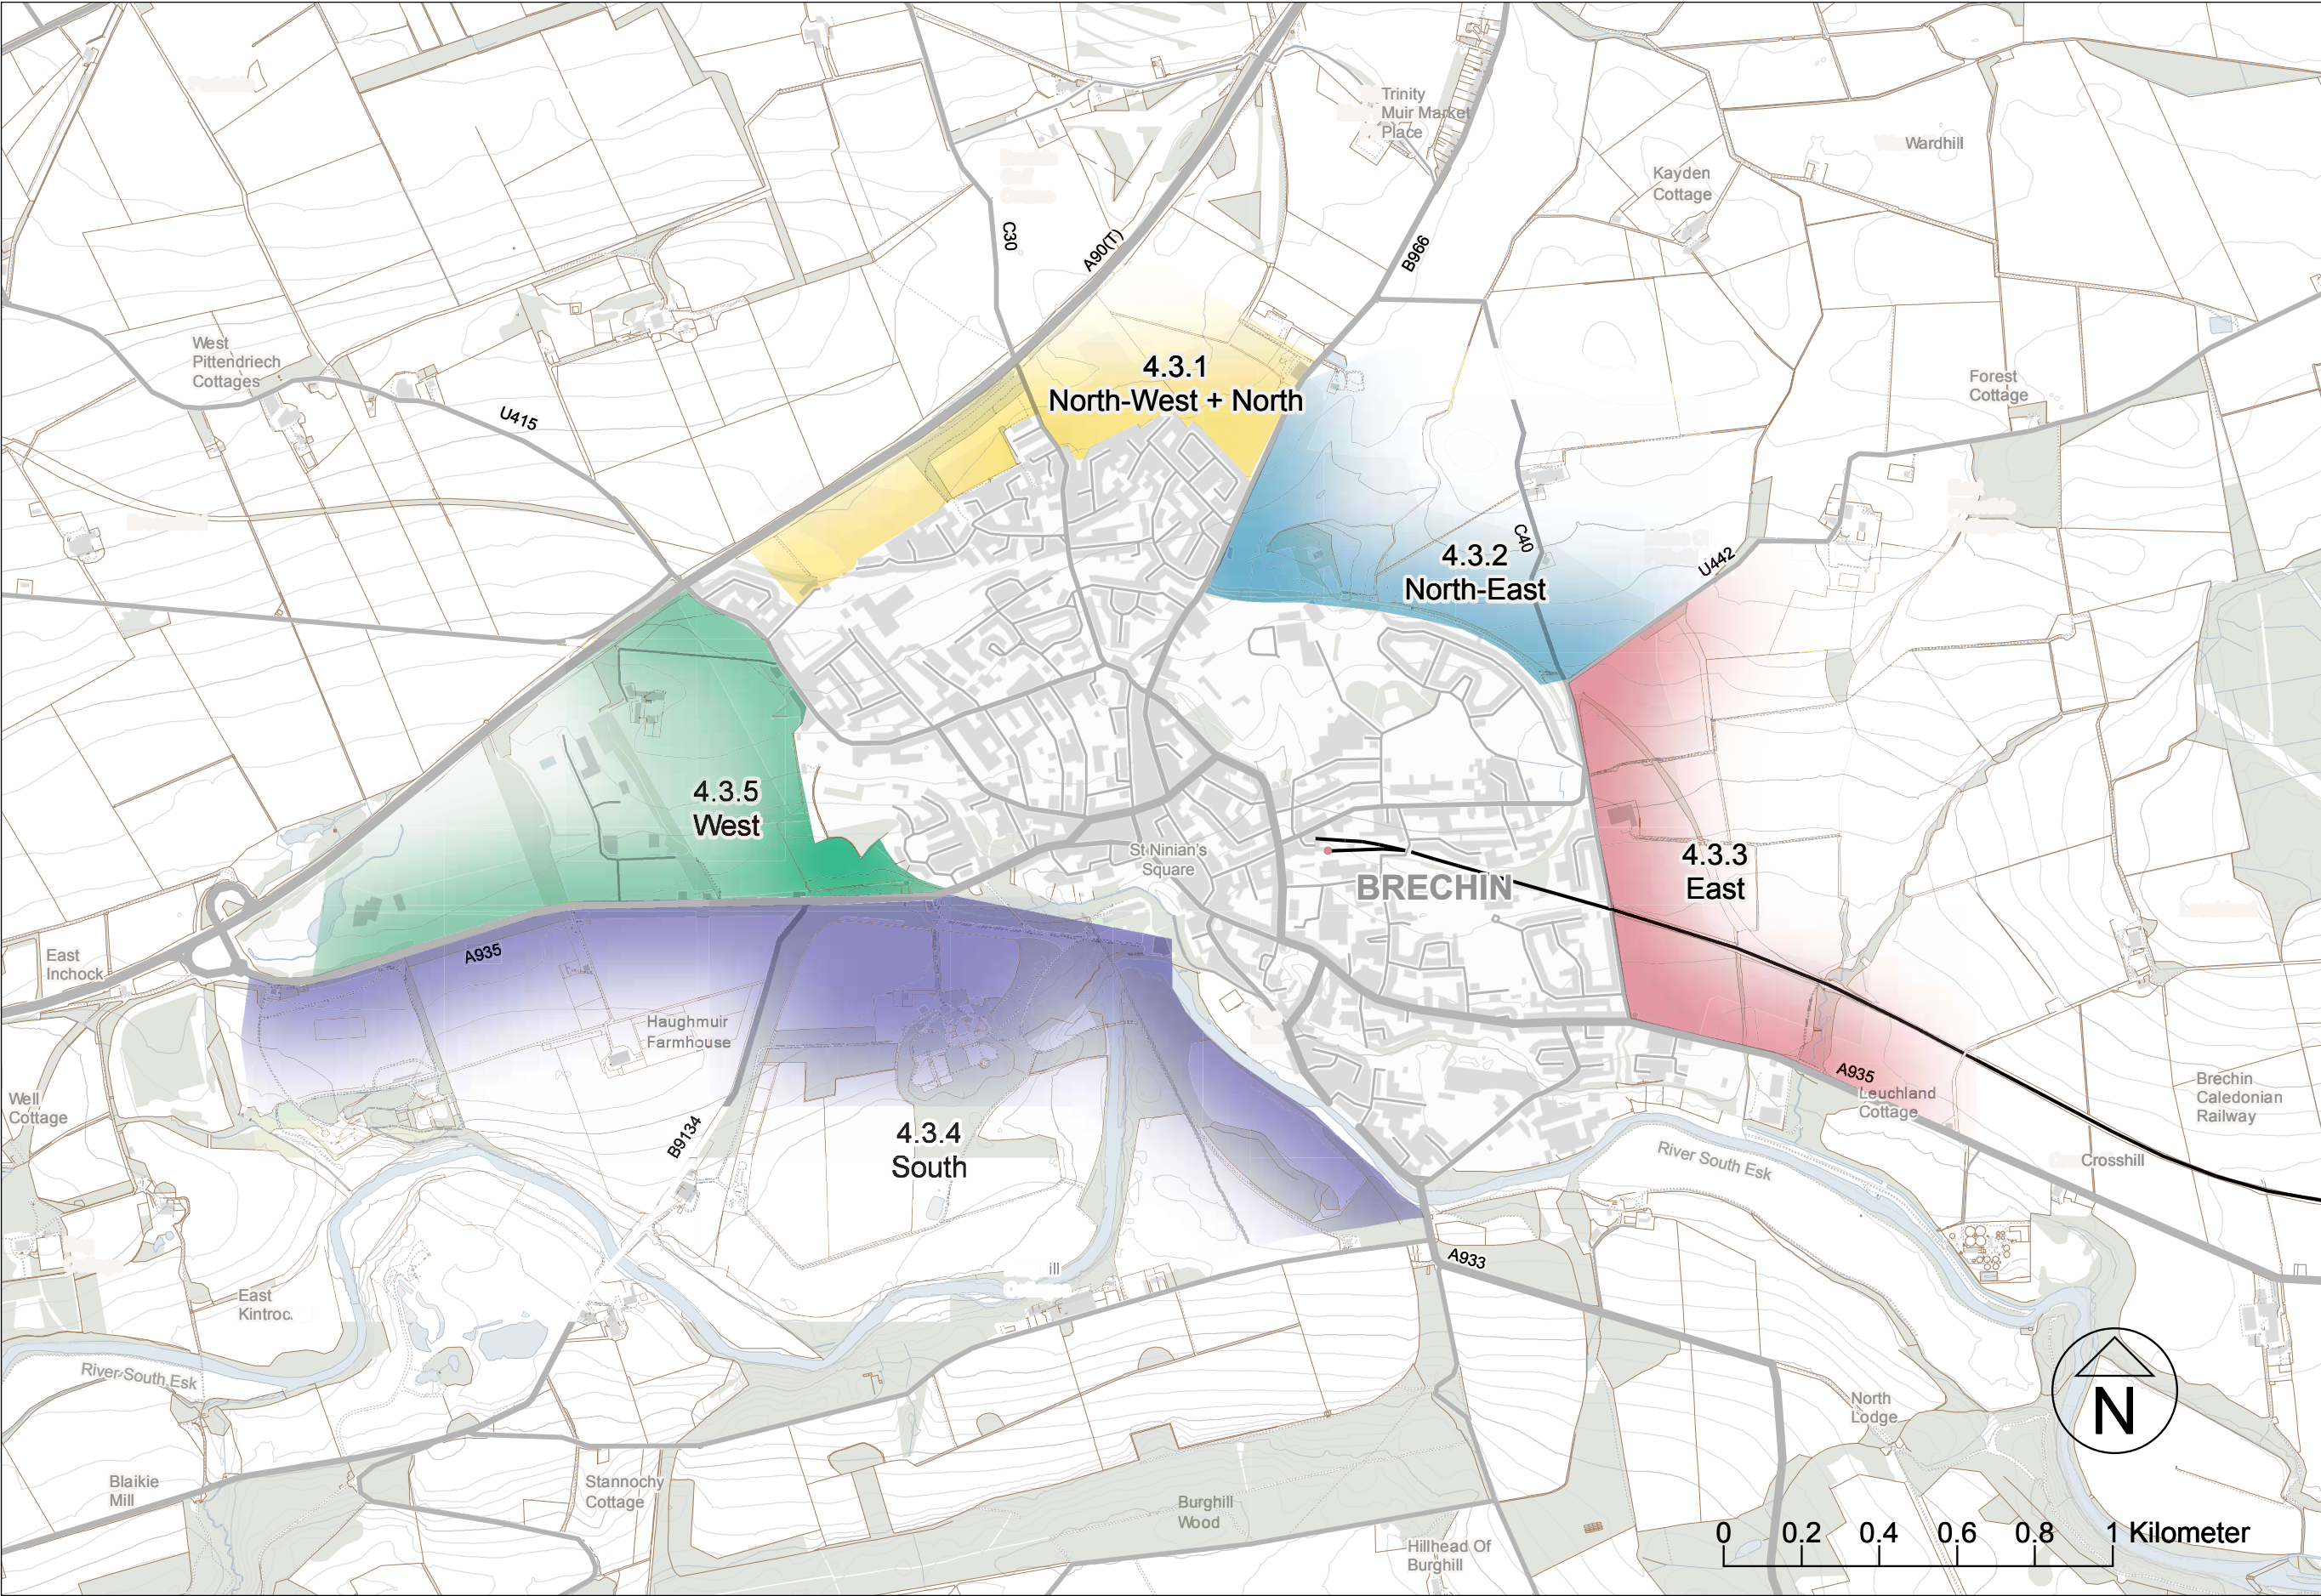 Trinity
Muir Market
Place
Wardhill
Kayden
Cottage
C30
A90(T)
B966
West
Pittendriech
Cottages
4.3.1
North-West + North
Forest
Cottage
U415
C40
4.3.2
North-East
U442
4.3.5
West
St Ninian's
Square
4.3.3
East
BRECHIN
A935
East
Inchock
Haughmuir
Farmhouse
A935
Leuchland
Cottage
Brechin
Caledonian
Railway
Well
Cottage
B9134
4.3.4
South
River South Esk
Crosshill
A933
ill
East
Kintroc
River South Esk
North
Lodge
N
Blaikie
Mill
Stannochy
Cottage
Burghill
Wood
Hillhead Of
Burghill
0 0.2 0.4 0.6 0.8 1 Kilometer